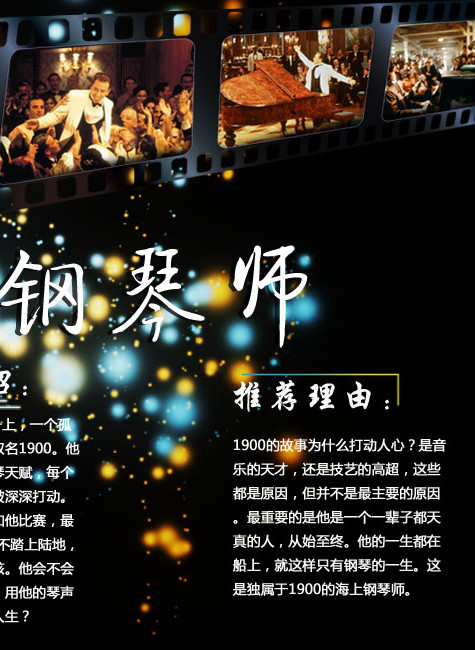 钢琴师
绍：
上，一个孤
取名1900。他
琴天赋，每个
被深深打动。
和他比赛，最
不踏上陆地，
孩。他会不会
用他的琴声
人生？
推荐理由：
1900的故事为什么打动人心？是音
乐的天才，还是技艺的高超，这些
都是原因，但并不是最主要的原因
。最重要的是他是一个一辈子都天
真的人，从始至终。他的一生都在
船上，就这样只有钢琴的一生。这
是独属于1900的海上钢琴师。